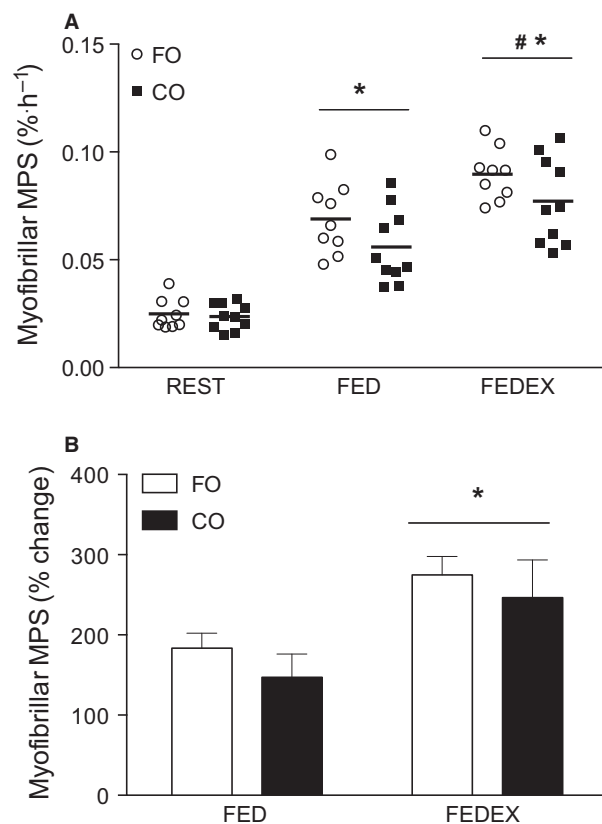 A
Myofibrillar MPS (%·h⁻¹)
0.15
0.10
0.05
0.00
FO
CO
*
# *
REST FED FEDEX
B
Myofibrillar MPS (% change)
400
300
200
100
0
FO
CO
*
FED FEDEX